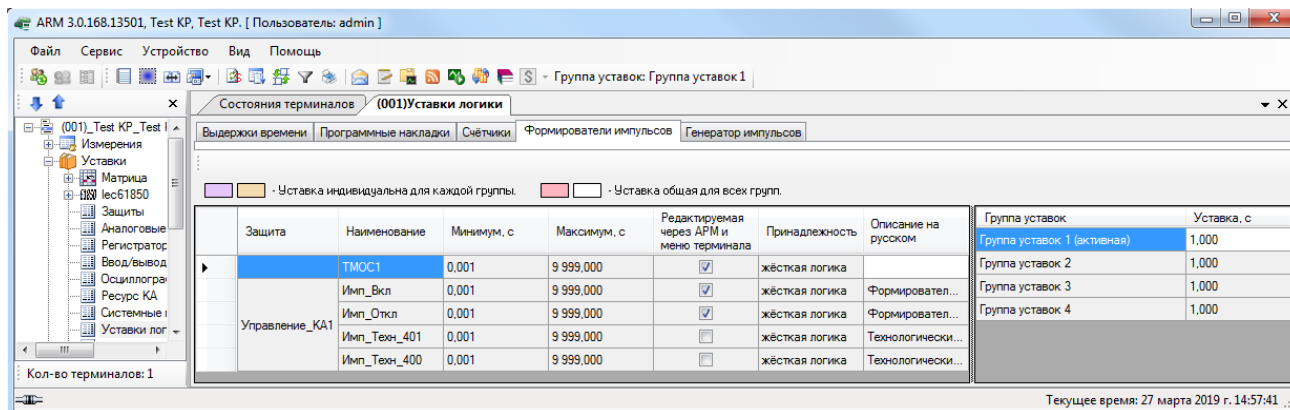 ARM 3.0.168.13501, Test KP, Test KP. [ Пользователь: admin ]
Файл Сервис Устройство Вид Помощь
S Группа уставок: Группа уставок 1
Состояния терминалов (001)Уставки логики
(001)_Test KP_Test
Измерения
Уставки
Матрица
Iec61850
Защиты
Аналоговые
Регистратор
Ввод/вывод
Осциллогра
Ресурс КА
Системные
Уставки лог
Кол-во терминалов: 1
Выдержки времени Программные накладки Счётчики Формирователи импульсов Генератор импульсов
- Уставка индивидуальна для каждой группы. - Уставка общая для всех групп.
Защита Наименование Минимум, с Максимум, с Редактируемая через АРМ и меню терминала Принадлежность Описание на русском
ТМОС1 0,001 9 999,000 жёсткая логика
Управление_КА1
Имп_Вкл 0,001 9 999,000 жёсткая логика Формировател...
Имп_Откл 0,001 9 999,000 жёсткая логика Формировател...
Имп_Техн_401 0,001 9 999,000 жёсткая логика Технологически...
Имп_Техн_400 0,001 9 999,000 жёсткая логика Технологически...
Группа уставок Уставка, с
Группа уставок 1 (активная) 1,000
Группа уставок 2 1,000
Группа уставок 3 1,000
Группа уставок 4 1,000
Текущее время: 27 марта 2019 г. 14:57:41